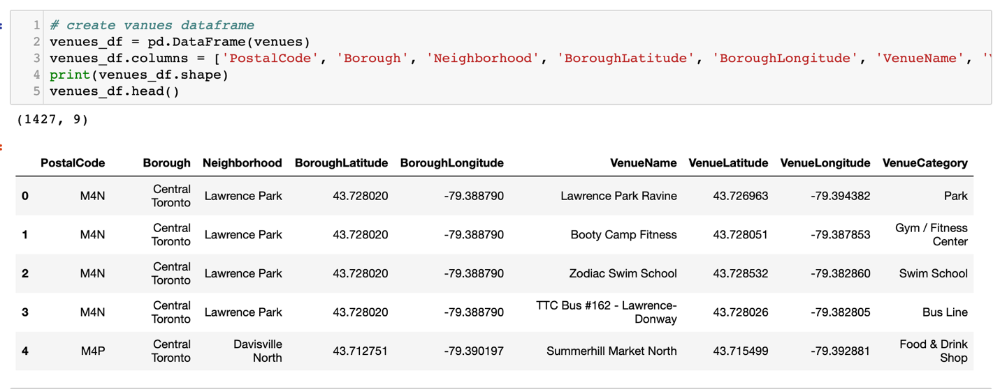 1 # create vanues dataframe
2 venues_df = pd.DataFrame(venues)
3 venues_df.columns = ['PostalCode', 'Borough', 'Neighborhood', 'BoroughLatitude', 'BoroughLongitude', 'VenueName', '
4 print(venues_df.shape)
5 venues_df.head()
(1427, 9)
PostalCode Borough Neighborhood BoroughLatitude BoroughLongitude VenueName VenueLatitude VenueLongitude VenueCategory
0 M4N Central Toronto Lawrence Park 43.728020 -79.388790 Lawrence Park Ravine 43.726963 -79.394382 Park
1 M4N Central Toronto Lawrence Park 43.728020 -79.388790 Booty Camp Fitness 43.728051 -79.387853 Gym / Fitness Center
2 M4N Central Toronto Lawrence Park 43.728020 -79.388790 Zodiac Swim School 43.728532 -79.382860 Swim School
3 M4N Central Toronto Lawrence Park 43.728020 -79.388790 TTC Bus #162 - Lawrence-Donway 43.728026 -79.382805 Bus Line
4 M4P Central Toronto Davisville North 43.712751 -79.390197 Summerhill Market North 43.715499 -79.392881 Food & Drink Shop